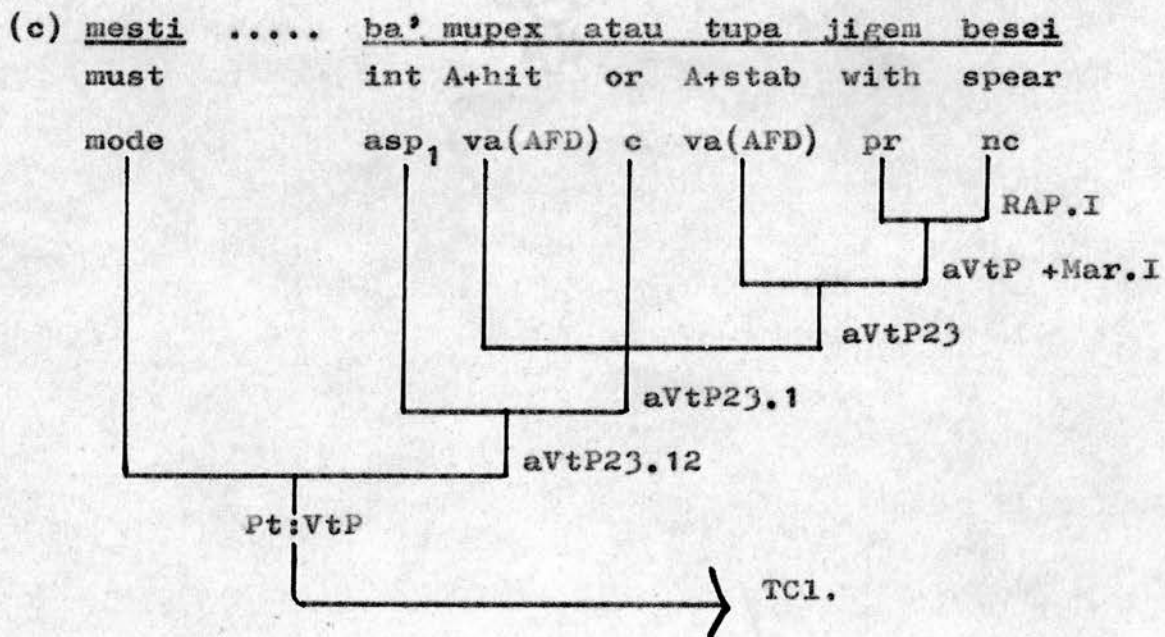 (c) mesti ..... ba' mupex atau tupa jigem besei
must int A+hit or A+stab with spear
mode asp₁ va(AFD) c va(AFD) pr nc
RAP.I
aVtP +Mar.I
aVtP23
aVtP23.1
aVtP23.12
Pt:VtP
TCl.